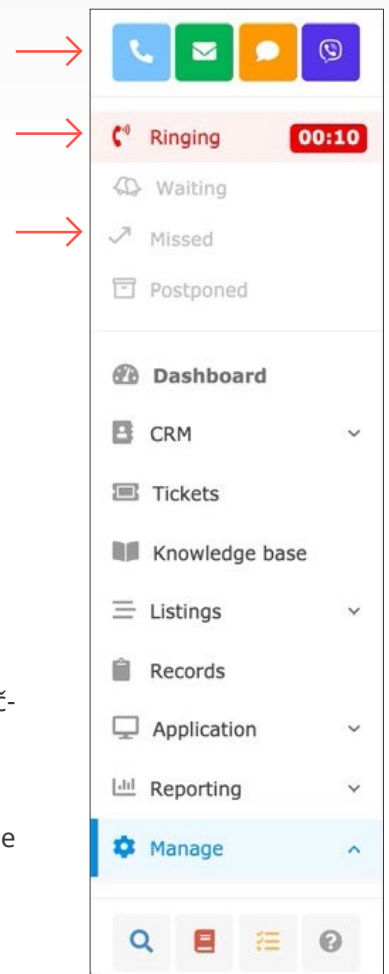 Ringing 00:10
Waiting
Missed
Postponed
Dashboard
CRM
Tickets
Knowledge base
Listings
Records
č-
Application
Reporting
e
Manage